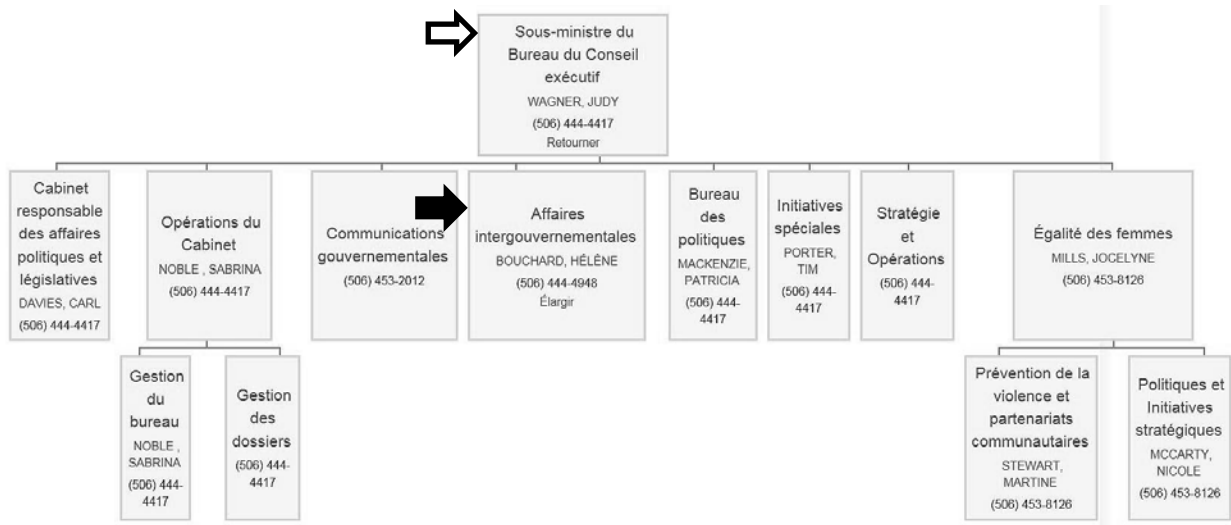 Sous-ministre du
Bureau du Conseil
exécutif
WAGNER, JUDY
(506) 444-4417
Retourner
Cabinet
responsable
des affaires
politiques et
législatives
DAVIES, CARL
(506) 444-4417
Opérations du
Cabinet
NOBLE , SABRINA
(506) 444-4417
Communications
gouvernementales
(506) 453-2012
Affaires
intergouvernementales
BOUCHARD, HÉLÈNE
(506) 444-4948
Élargir
Bureau
des
politiques
MACKENZIE,
PATRICIA
(506) 444-
4417
Initiatives
spéciales
PORTER,
TIM
(506) 444-
4417
Stratégie
et
Opérations
(506) 444-
4417
Égalité des femmes
MILLS, JOCELYNE
(506) 453-8126
Gestion
du
bureau
NOBLE ,
SABRINA
(506) 444-
4417
Gestion
des
dossiers
(506) 444-
4417
Prévention de la
violence et
partenariats
communautaires
STEWART,
MARTINE
(506) 453-8126
Politiques et
Initiatives
stratégiques
MCCARTY,
NICOLE
(506) 453-8126